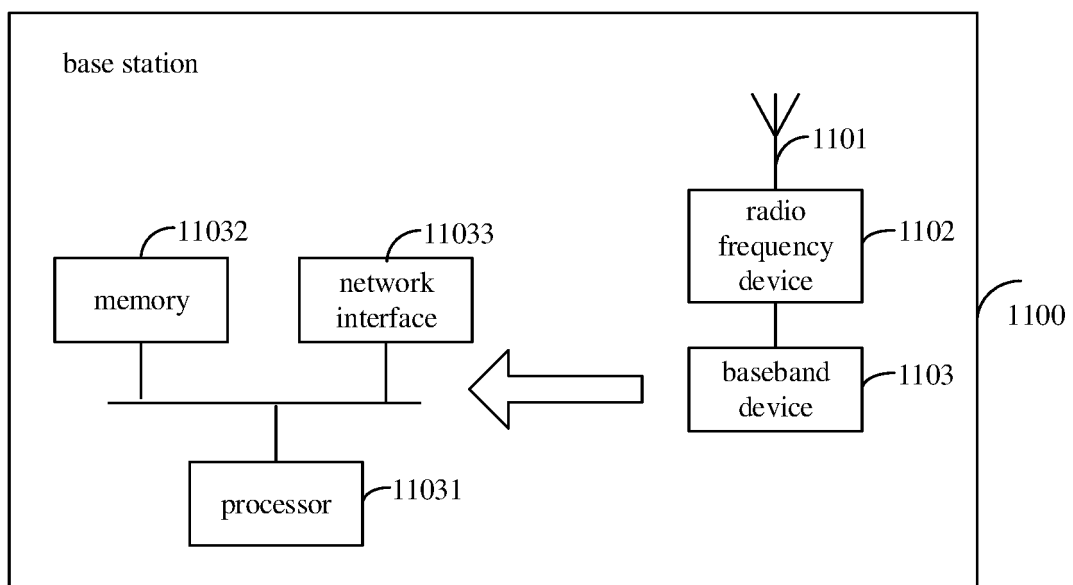 base station
1101
radio
frequency
device
1102
11032
11033
memory
network
interface
1100
baseband
device
1103
processor
11031